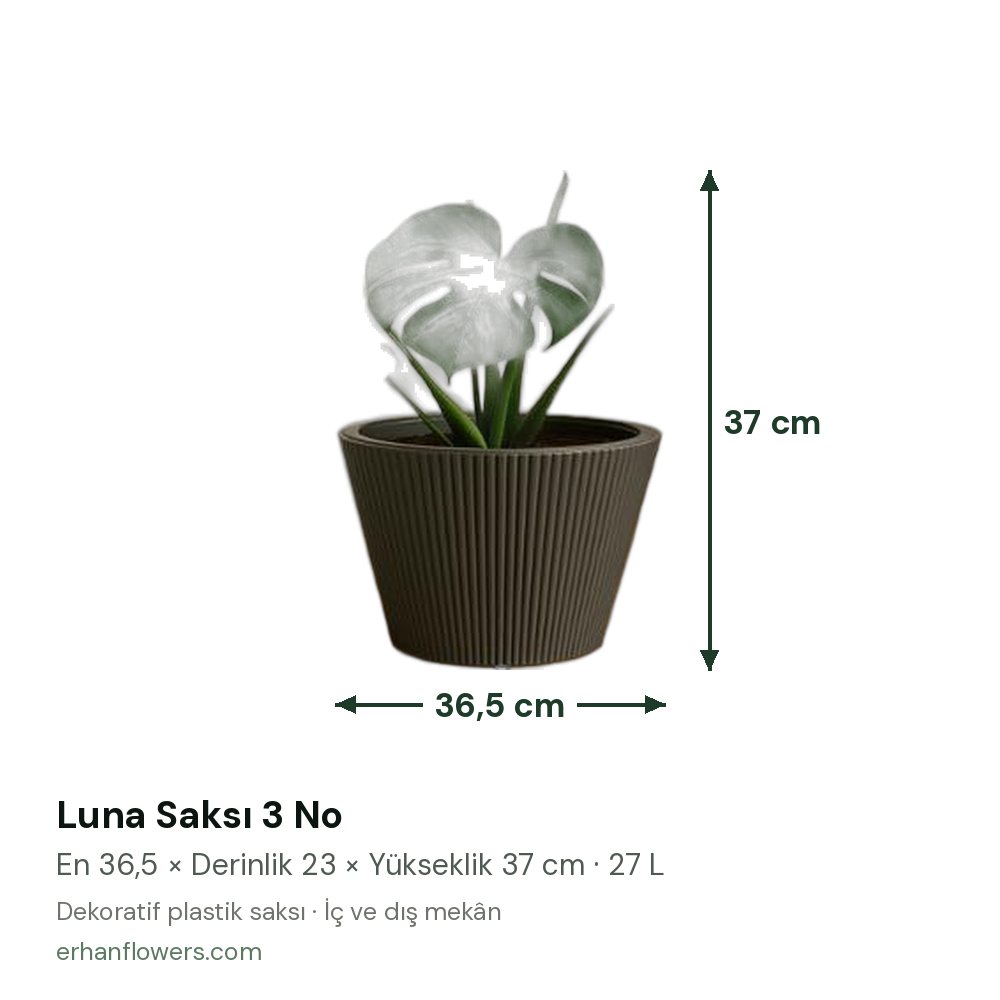 37 cm
36,5 cm
Luna Saksı 3 No
En 36,5 × Derinlik 23 × Yükseklik 37 cm · 27 L
Dekoratif plastik saksı · İç ve dış mekân
erhanflowers.com